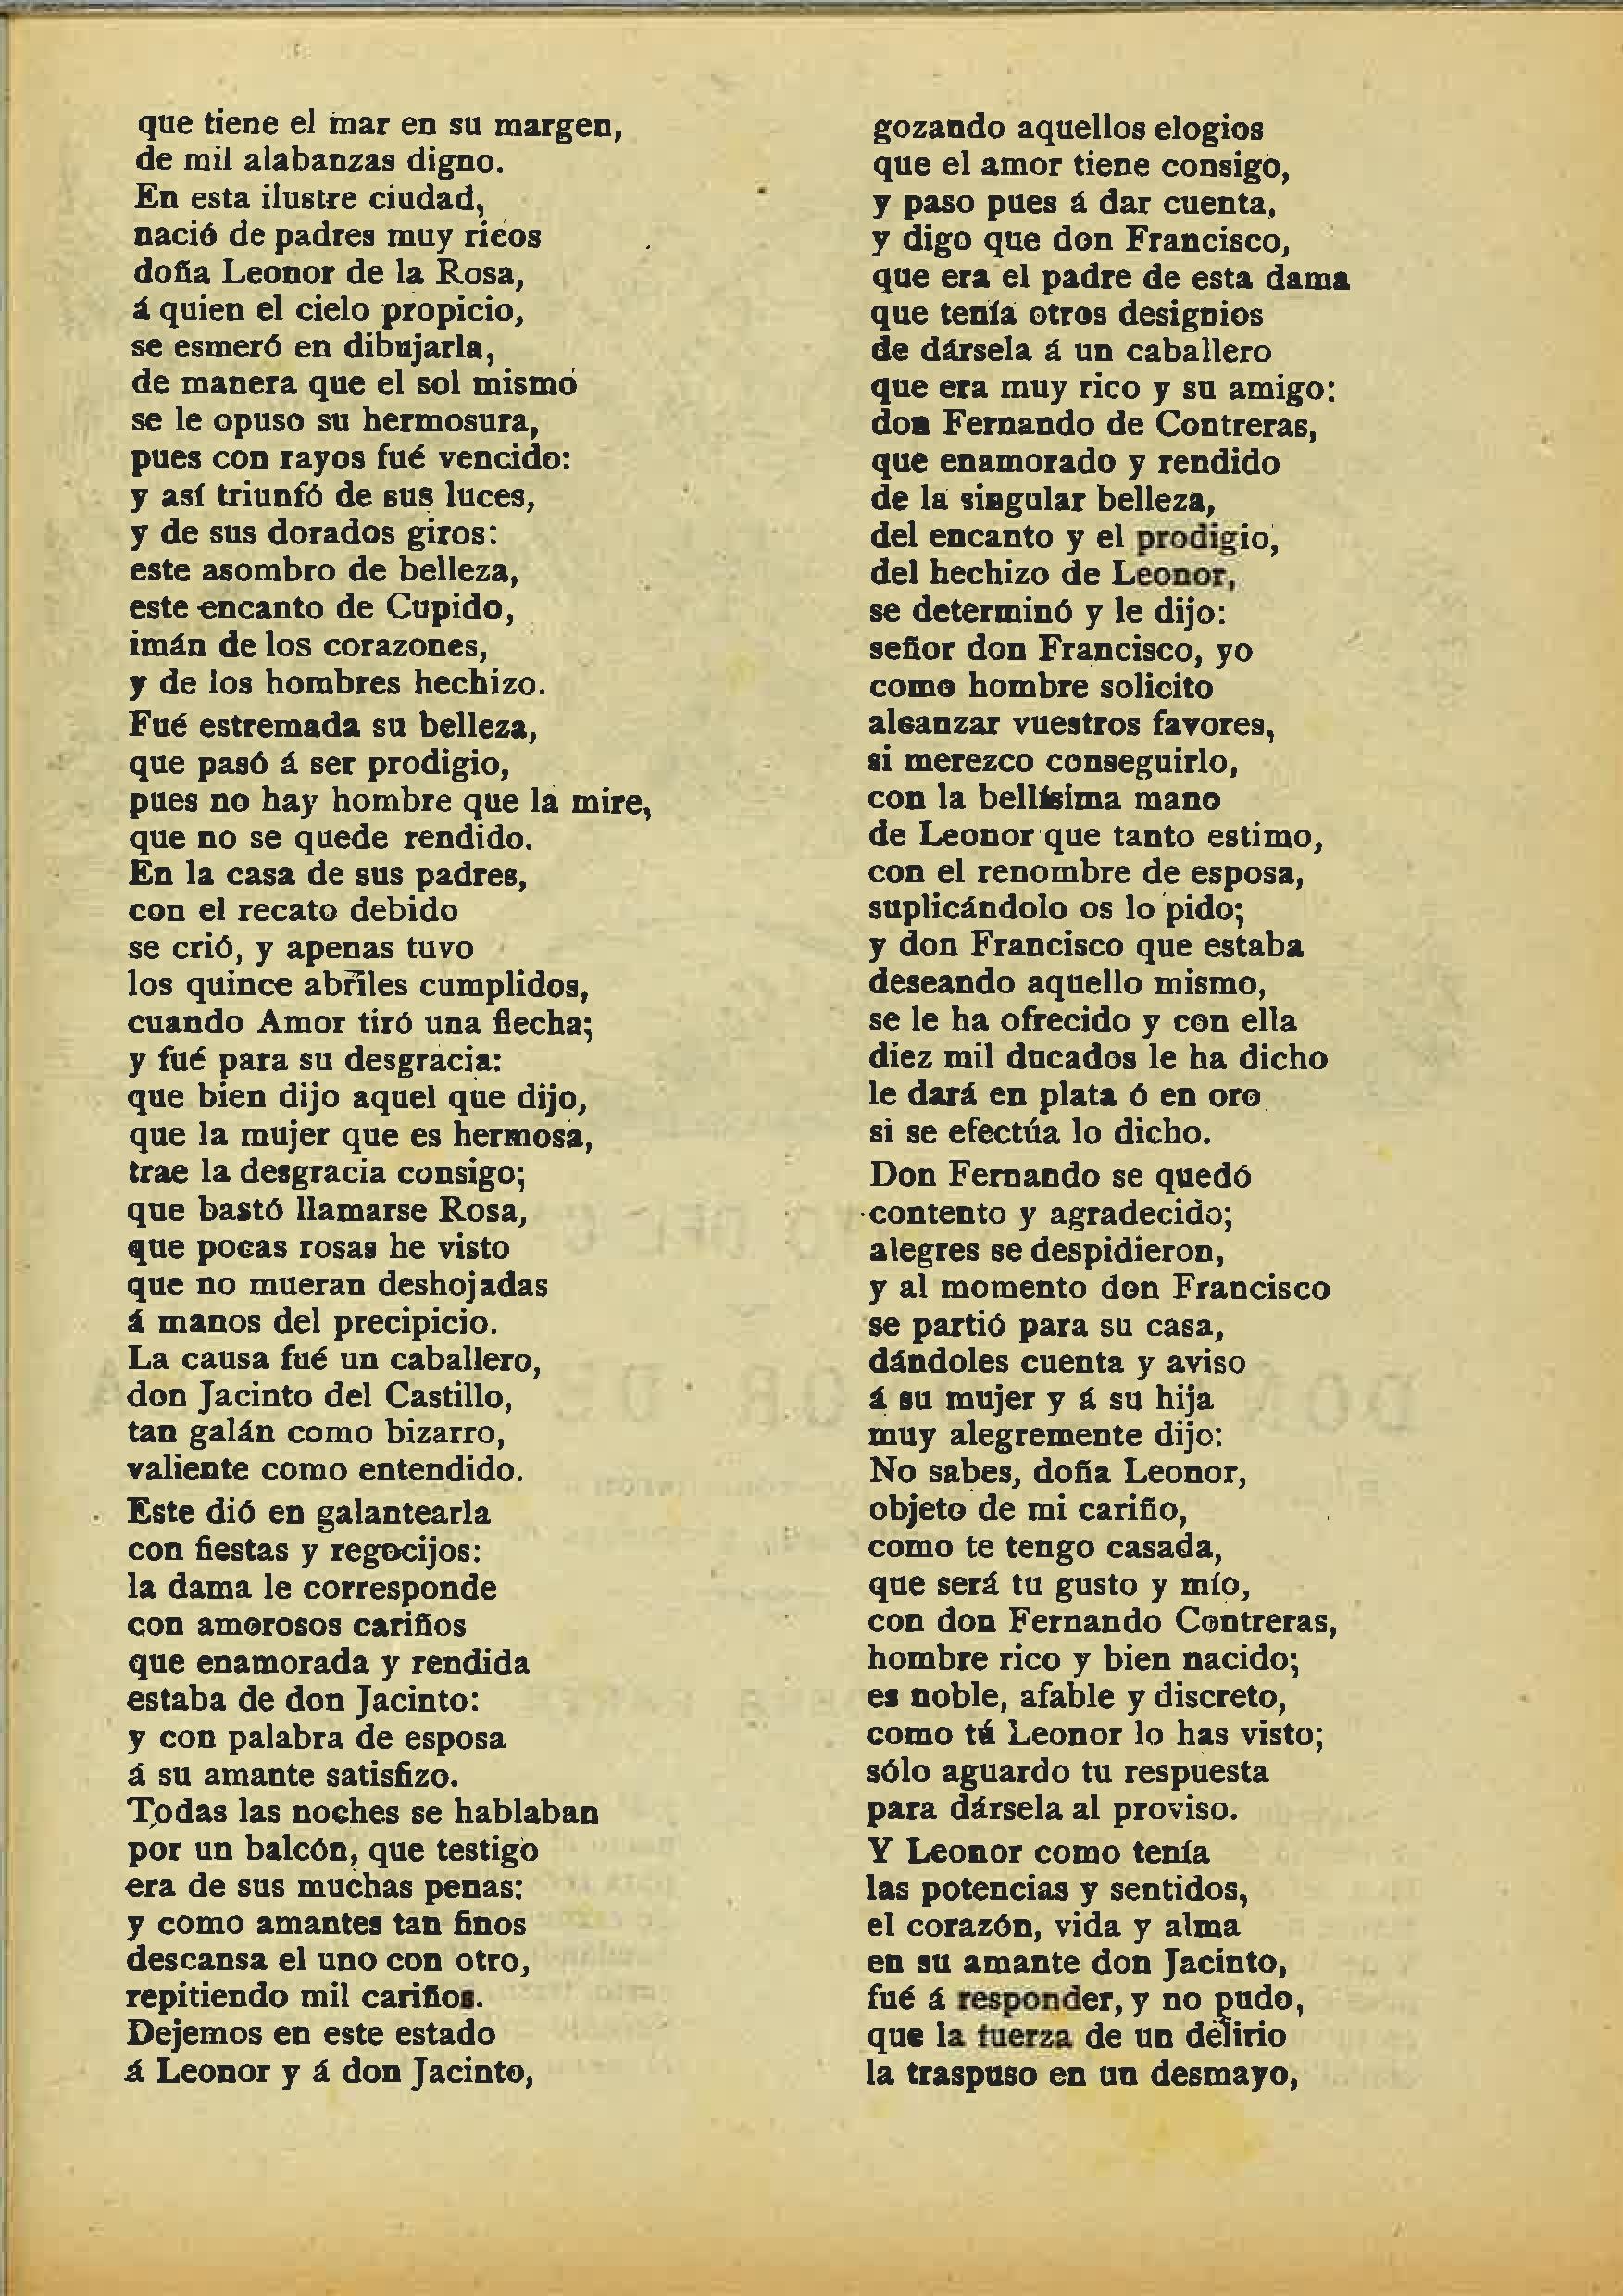 que tiene el mar en su margen,
de mil alabanzas digno.
En esta ilustre ciudad,
nació de padres muy ricos
doña Leonor de la Rosa,
á quien el cielo propicio,
se esmeró en dibujarla,
de manera que el sol mismo
se le opuso su hermosura,
pues con rayos fué vencido:
y así triunfó de sus luces,
y de sus dorados giros:
este asombro de belleza,
este encanto de Cupido,
imán de los corazones,
y de los hombres hechizo.
Fué estremada su belleza,
que pasó á ser prodigio,
pues no hay hombre que la mire,
que no se quede rendido.
En la casa de sus padres,
con el recato debido
se crió, y apenas tuvo
los quince abriles cumplidos,
cuando Amor tiró una flecha;
y fué para su desgracia:
que bien dijo aquel que dijo,
que la mujer que es hermosa,
trae la desgracia consigo;
que bastó llamarse Rosa,
que pocas rosas he visto
que no mueran deshojadas
á manos del precipicio.
La causa fué un caballero,
don Jacinto del Castillo,
tan galán como bizarro,
valiente como entendido.
Este dió en galantearla
con fiestas y regocijos:
la dama le corresponde
con amorosos cariños
que enamorada y rendida
estaba de don Jacinto:
y con palabra de esposa
á su amante satisfizo.
Todas las noches se hablaban
por un balcón, que testigo
era de sus muchas penas:
y como amantes tan finos
descansa el uno con otro,
repitiendo mil cariños.
Dejemos en este estado
á Leonor y á don Jacinto,
gozando aquellos elogios
que el amor tiene consigo,
y paso pues á dar cuenta,
y digo que don Francisco,
que era el padre de esta dama
que tenía otros designios
de dársela á un caballero
que era muy rico y su amigo:
don Fernando de Contreras,
que enamorado y rendido
de la singular belleza,
del encanto y el prodigio,
del hechizo de Leonor,
se determinó y le dijo:
señor don Francisco, yo
como hombre solicito
alcanzar vuestros favores,
si merezco conseguirlo,
con la bellísima mano
de Leonor que tanto estimo,
con el renombre de esposa,
suplicándolo os lo pido;
y don Francisco que estaba
deseando aquello mismo,
se le ha ofrecido y con ella
diez mil ducados le ha dicho
le dará en plata ó en oro
si se efectúa lo dicho.
Don Fernando se quedó
contento y agradecido;
alegres se despidieron,
y al momento don Francisco
se partió para su casa,
dándoles cuenta y aviso
á su mujer y á su hija
muy alegremente dijo:
No sabes, doña Leonor,
objeto de mi cariño,
como te tengo casada,
que será tu gusto y mío,
con don Fernando Contreras,
hombre rico y bien nacido;
es noble, afable y discreto,
como tú Leonor lo has visto;
sólo aguardo tu respuesta
para dársela al proviso.
Y Leonor como tenía
las potencias y sentidos,
el corazón, vida y alma
en su amante don Jacinto,
fué á responder, y no pudo,
que la fuerza de un delirio
la traspuso en un desmayo,